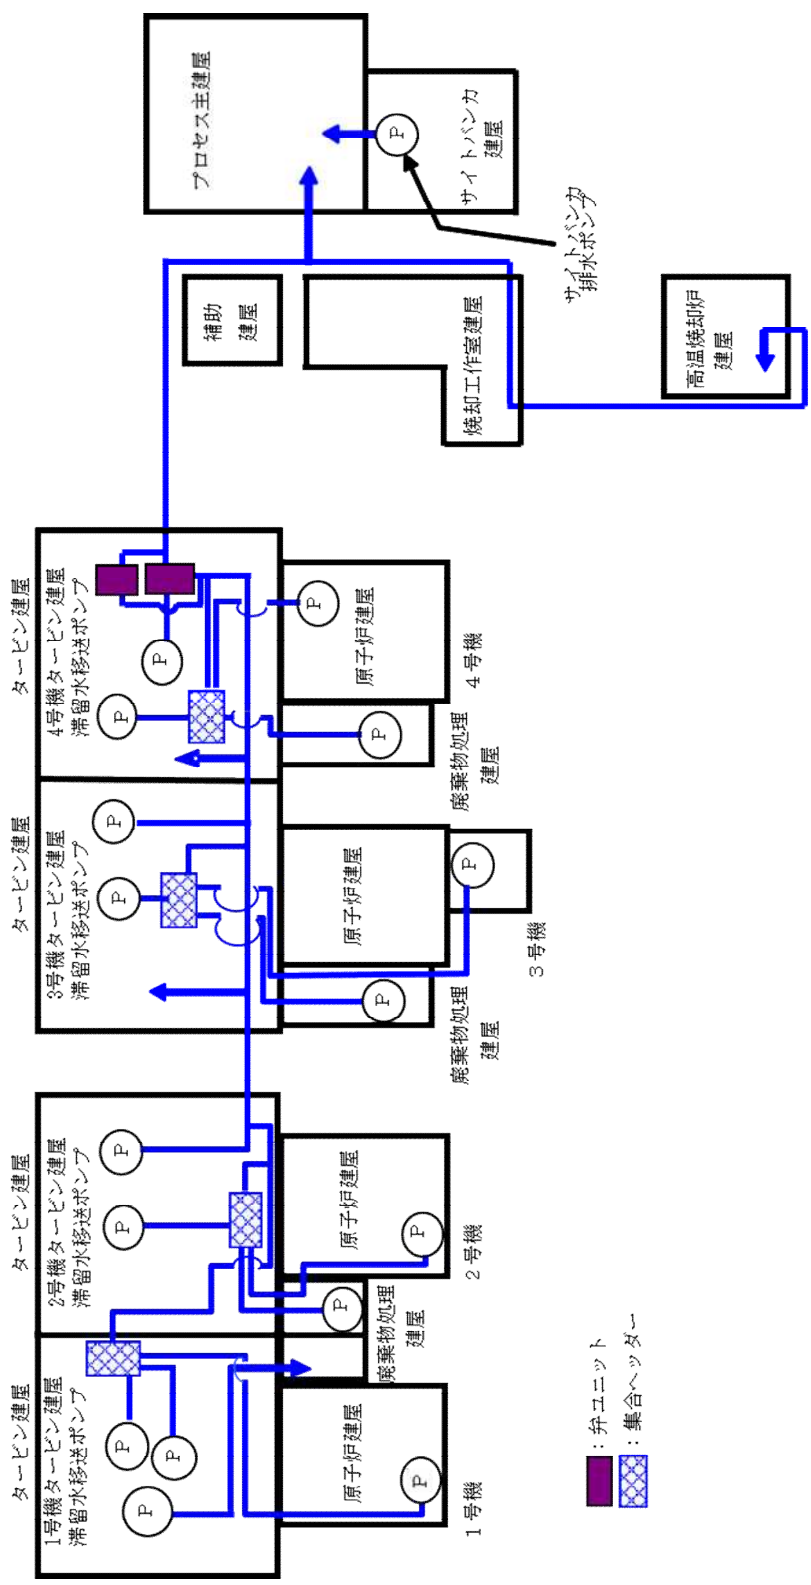 タービン建屋
1号機タービン建屋
滞留水移送ポンプ
P
P
P
原子炉建屋
P
1号機
廃棄物処理
建屋
タービン建屋
2号機タービン建屋
滞留水移送ポンプ
P
P
P
原子炉建屋
P
2号機
タービン建屋
3号機タービン建屋
滞留水移送ポンプ
P
P
P
廃棄物処理
建屋
原子炉建屋
P
3号機
タービン建屋
4号機タービン建屋
滞留水移送ポンプ
P
P
P
廃棄物処理
建屋
原子炉建屋
P
4号機
補助
建屋
焼却工作室建屋
高温焼却炉
建屋
プロセス主建屋
P
サイトバンカ
建屋
サイトバンカ
排水ポンプ
：弁ユニット
：集合ヘッダー